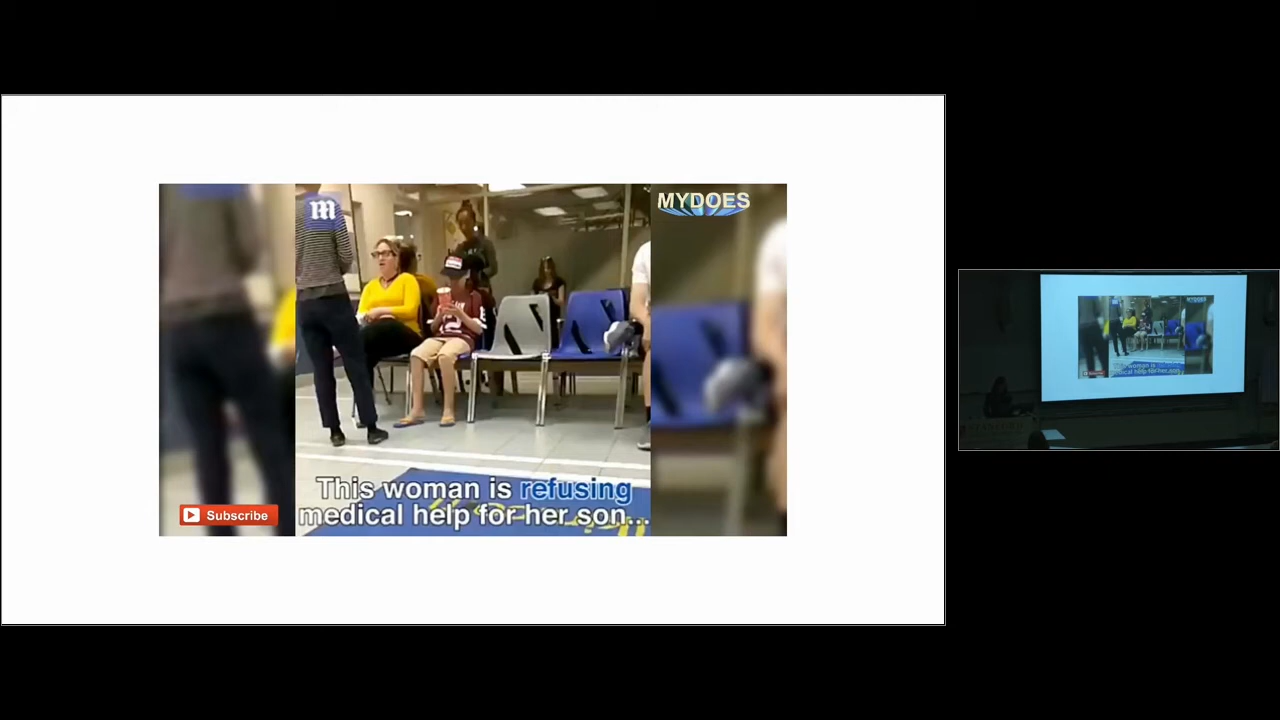 m
MYDOES
This woman is refusing
medical help for her son...
Subscribe